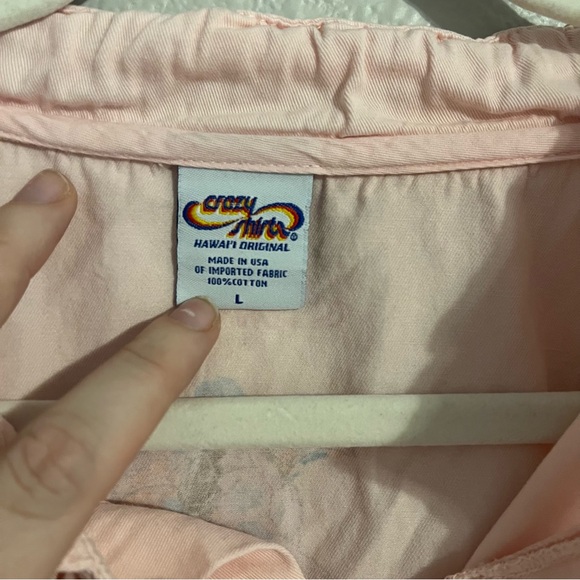 crazy
shirts®
HAWAI'I ORIGINAL
MADE IN USA
OF IMPORTED FABRIC
100%COTTON
L